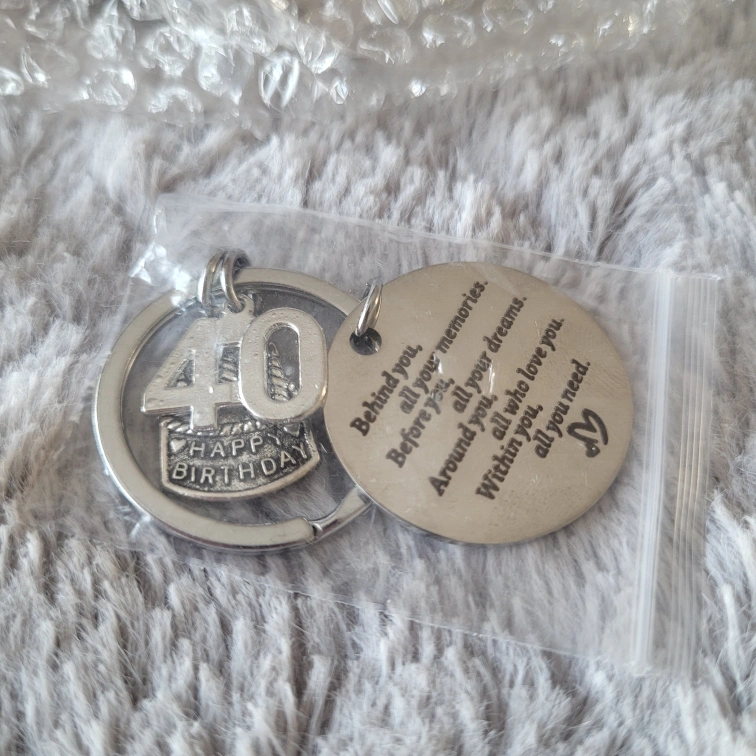 40
HAPPY
BIRTHDAY
Behind you,
all your memories.
Before you,
all your dreams.
Around you,
all who love you.
Within you,
all you need.